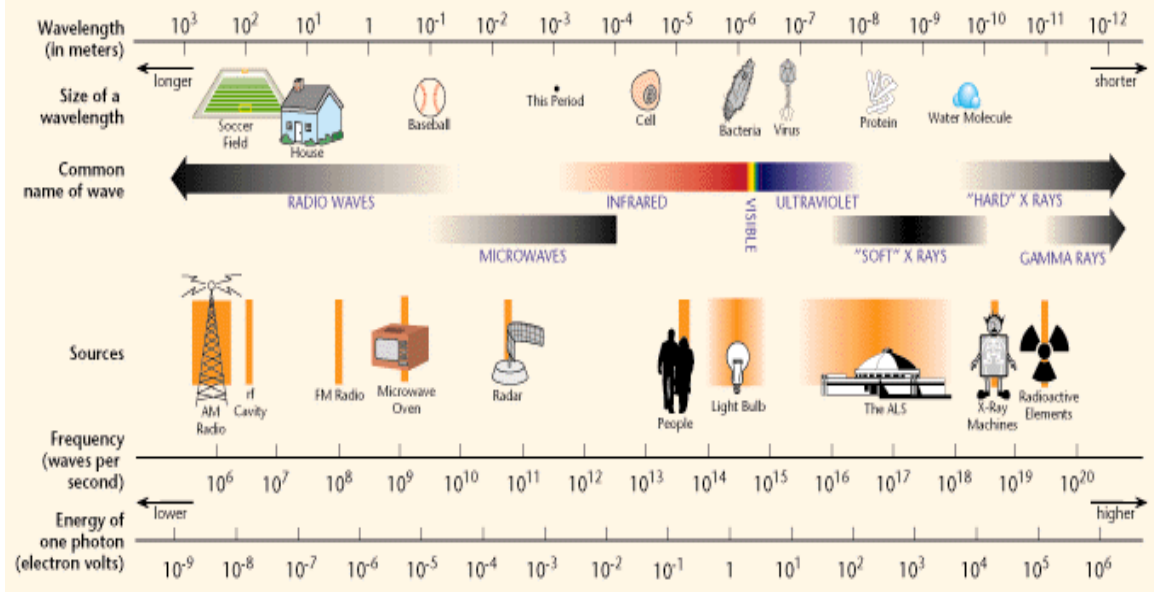 Wavelength
(in meters)
10³ 10² 10¹ 1 10⁻¹ 10⁻² 10⁻³ 10⁻⁴ 10⁻⁵ 10⁻⁶ 10⁻⁷ 10⁻⁸ 10⁻⁹ 10⁻¹⁰ 10⁻¹¹ 10⁻¹²
longer
shorter
Size of a
wavelength
Soccer
Field
House
Baseball
This Period
Cell
Bacteria
Virus
Protein
Water Molecule
Common
name of wave
RADIO WAVES
INFRARED
VISIBLE
ULTRAVIOLET
"HARD" X RAYS
MICROWAVES
"SOFT" X RAYS
GAMMA RAYS
Sources
AM
Radio
rf
Cavity
FM Radio
Microwave
Oven
Radar
People
Light Bulb
The ALS
X-Ray
Machines
Radioactive
Elements
Frequency
(waves per
second)
10⁶ 10⁷ 10⁸ 10⁹ 10¹⁰ 10¹¹ 10¹² 10¹³ 10¹⁴ 10¹⁵ 10¹⁶ 10¹⁷ 10¹⁸ 10¹⁹ 10²⁰
lower
higher
Energy of
one photon
(electron volts)
10⁻⁹ 10⁻⁸ 10⁻⁷ 10⁻⁶ 10⁻⁵ 10⁻⁴ 10⁻³ 10⁻² 10⁻¹ 1 10¹ 10² 10³ 10⁴ 10⁵ 10⁶